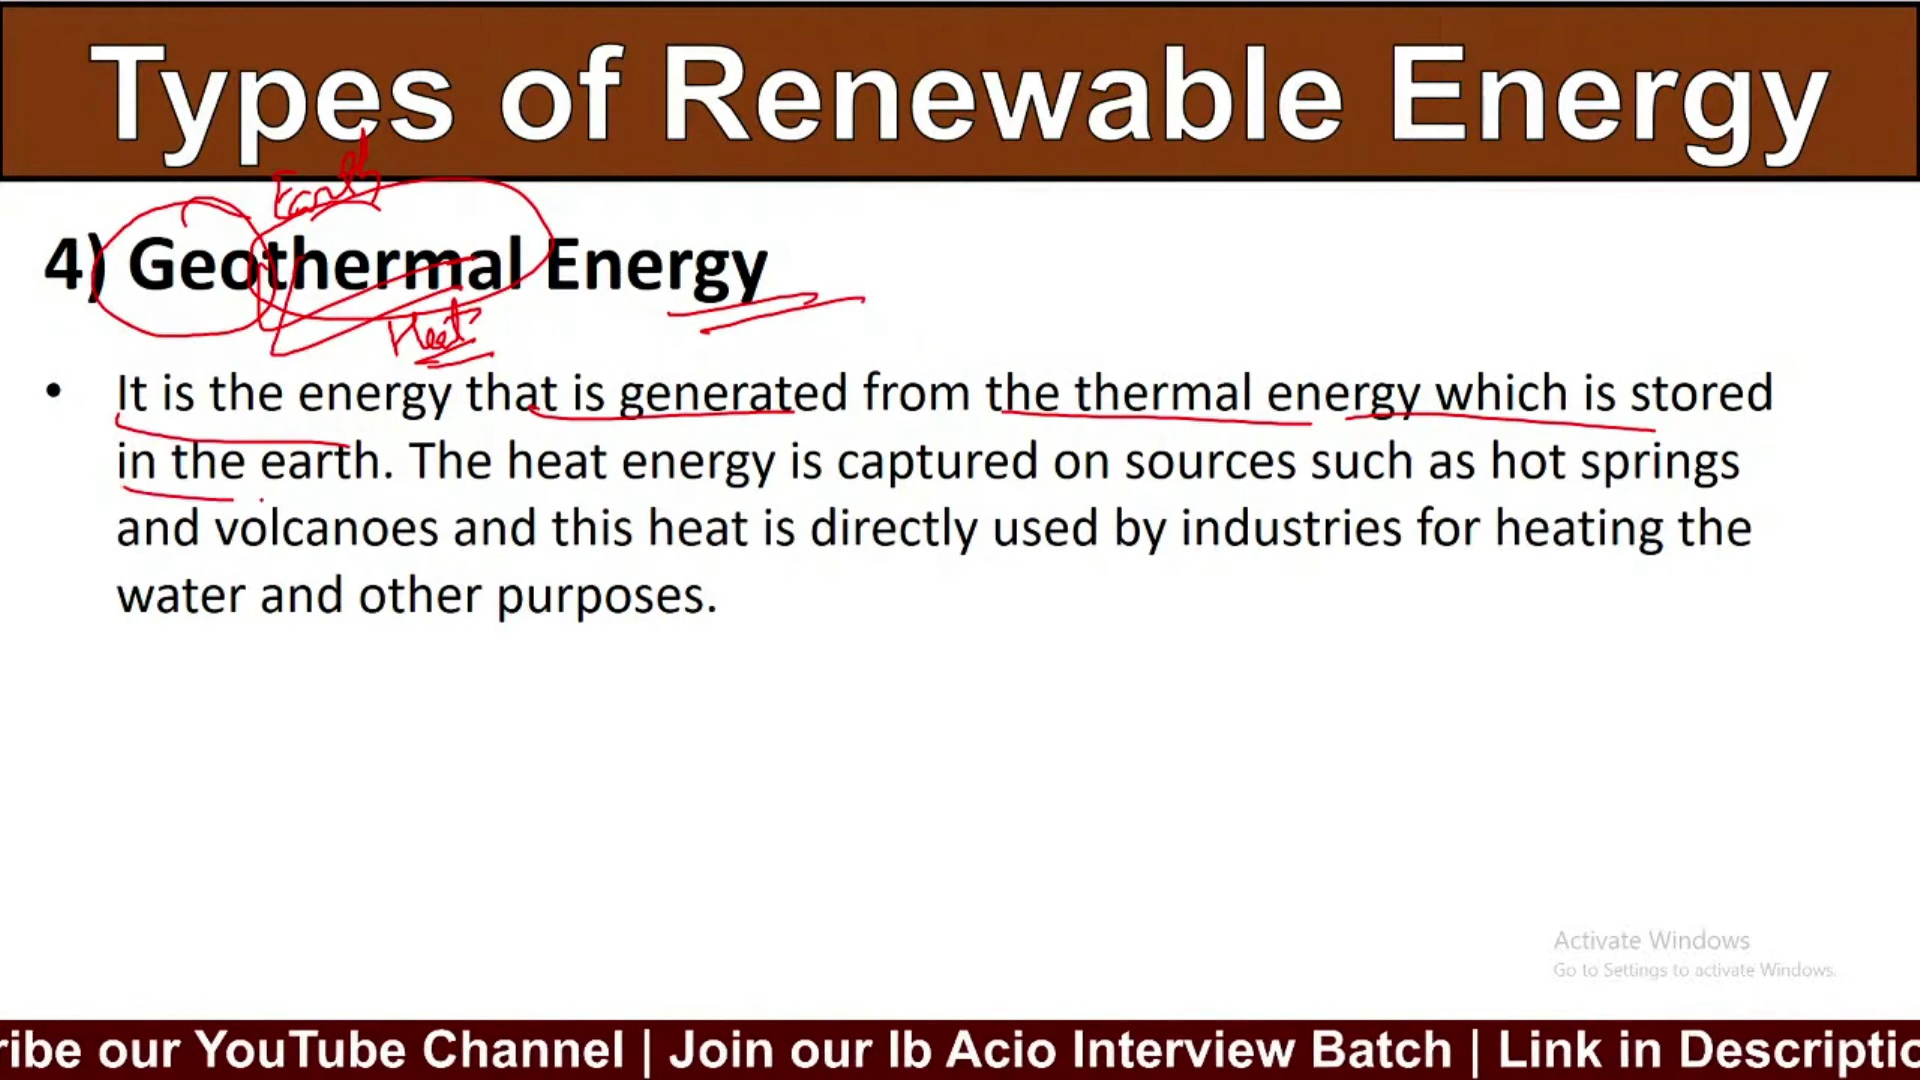 Types of Renewable Energy
Earth
4) Geothermal Energy
Heat
• It is the energy that is generated from the thermal energy which is stored
in the earth. The heat energy is captured on sources such as hot springs
and volcanoes and this heat is directly used by industries for heating the
water and other purposes.
Activate Windows
Go to Settings to activate Windows.
ribe our YouTube Channel | Join our Ib Acio Interview Batch | Link in Descriptio